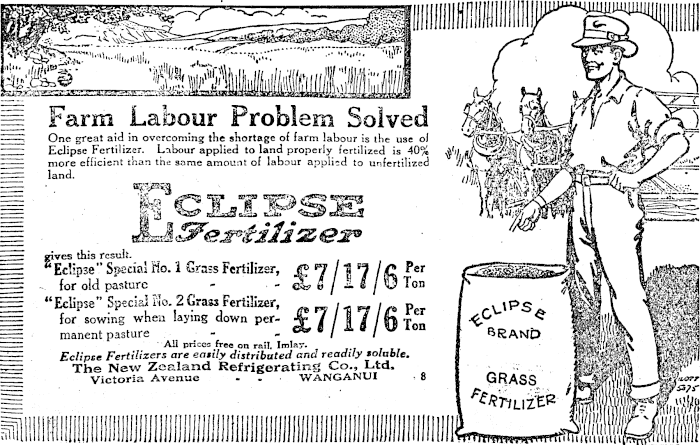 Farm Labour Problem Solved
One great aid in overcoming the shortage of farm labour is the use of
Eclipse Fertilizer. Labour applied to land properly fertilized is 40%
more efficient than the same amount of labour applied to unfertilized
land.
ECLIPSE
Fertilizer
gives this result.
"Eclipse" Special No. 1 Grass Fertilizer,
for old pasture - - £7/17/6 Per Ton
"Eclipse" Special No. 2 Grass Fertilizer,
for sowing when laying down per-
manent pasture - - £7/17/6 Per Ton
All prices free on rail, Imlay.
Eclipse Fertilizers are easily distributed and readily soluble.
The New Zealand Refrigerating Co., Ltd.
Victoria Avenue - - WANGANUI 8
ECLIPSE
BRAND
GRASS
FERTILIZER